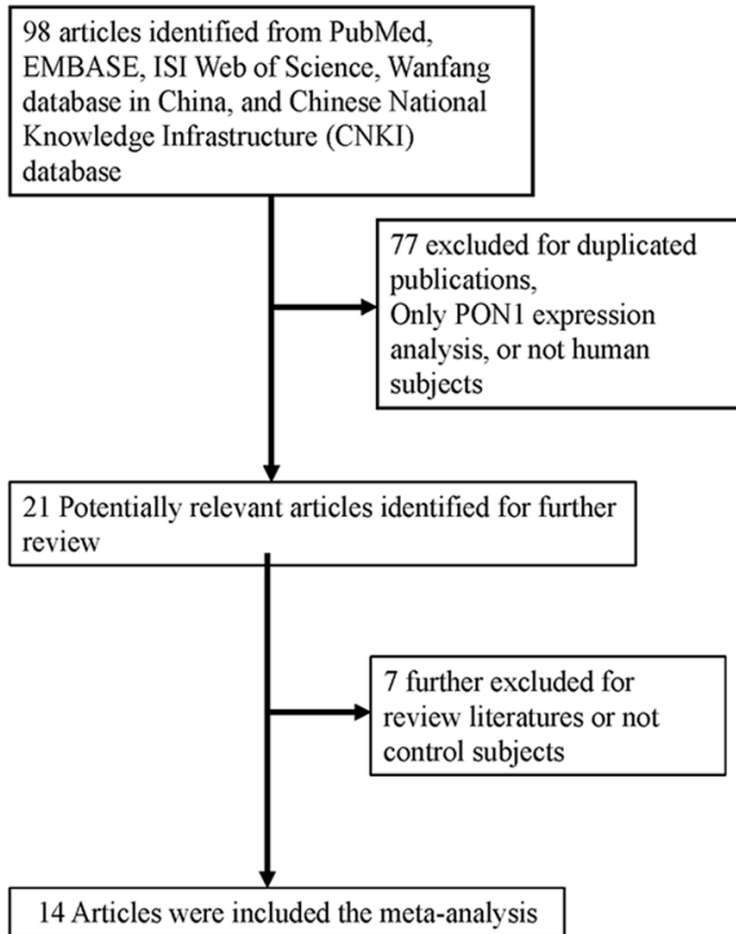 98 articles identified from PubMed,
EMBASE, ISI Web of Science, Wanfang
database in China, and Chinese National
Knowledge Infrastructure (CNKI)
database
77 excluded for duplicated
publications,
Only PON1 expression
analysis, or not human
subjects
21 Potentially relevant articles identified for further
review
7 further excluded for
review literatures or not
control subjects
14 Articles were included the meta-analysis